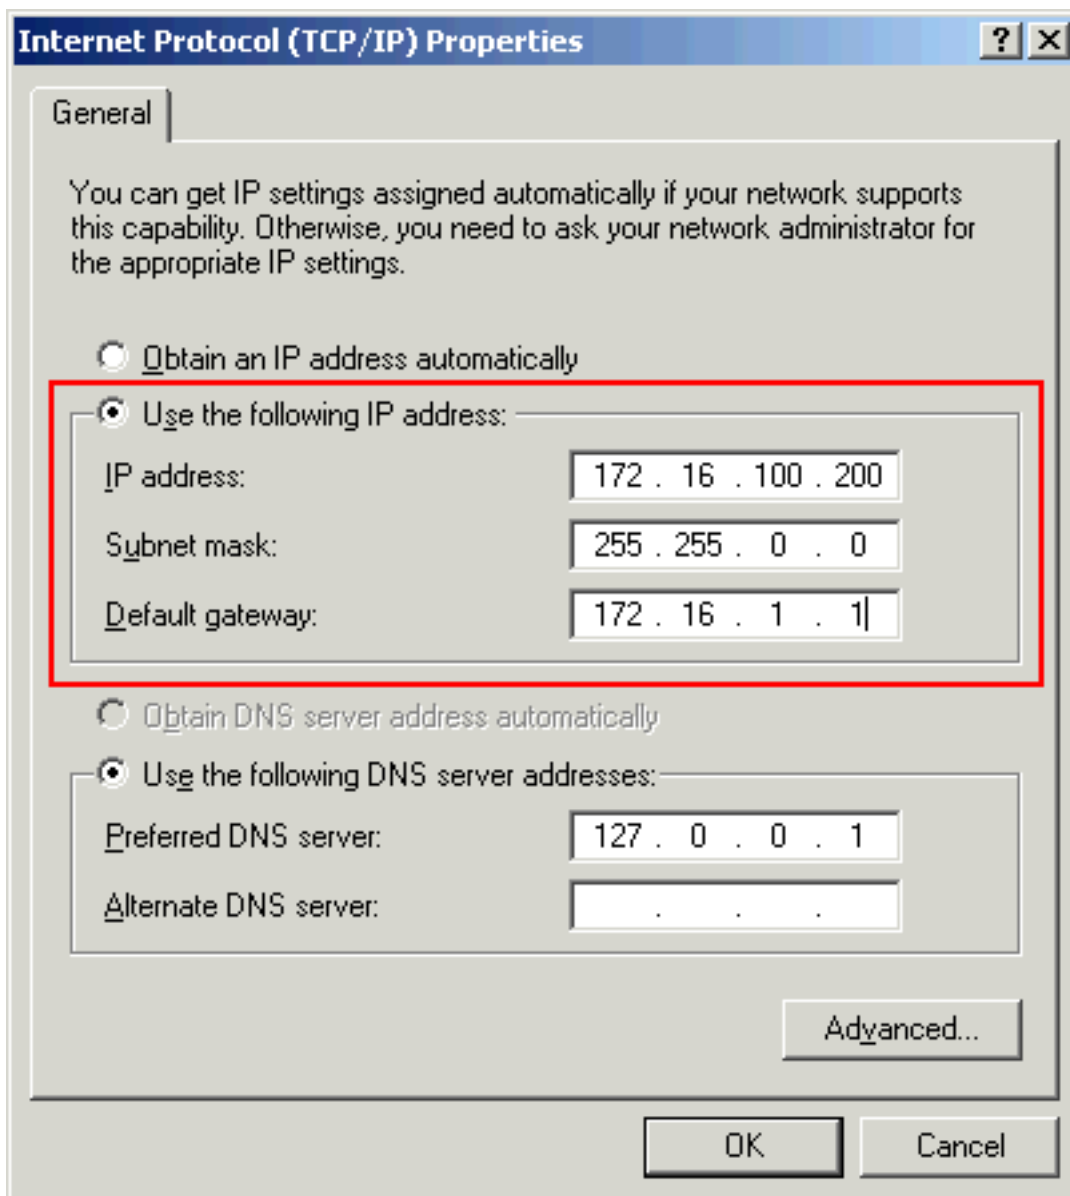 Internet Protocol (TCP/IP) Properties
General
You can get IP settings assigned automatically if your network supports
this capability. Otherwise, you need to ask your network administrator for
the appropriate IP settings.
Obtain an IP address automatically
Use the following IP address:
IP address: 172 . 16 . 100 . 200
Subnet mask: 255 . 255 . 0 . 0
Default gateway: 172 . 16 . 1 . 1
Obtain DNS server address automatically
Use the following DNS server addresses:
Preferred DNS server: 127 . 0 . 0 . 1
Alternate DNS server: . . .
Advanced...
OK Cancel